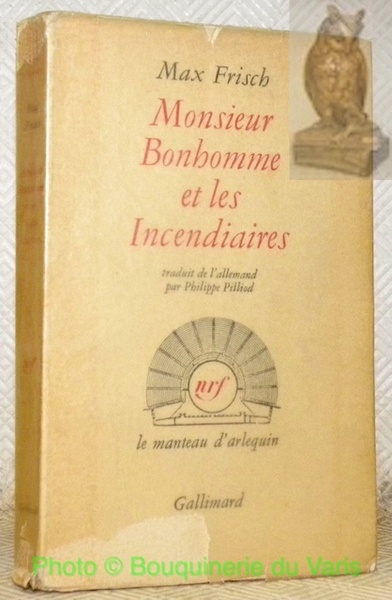 Max Frisch
Monsieur
Bonhomme
et les
Incendiaires
traduit de l'allemand
par Philippe Pilliod
nrf
le manteau d'arlequin
Gallimard
Photo © Bouquinerie du Varis